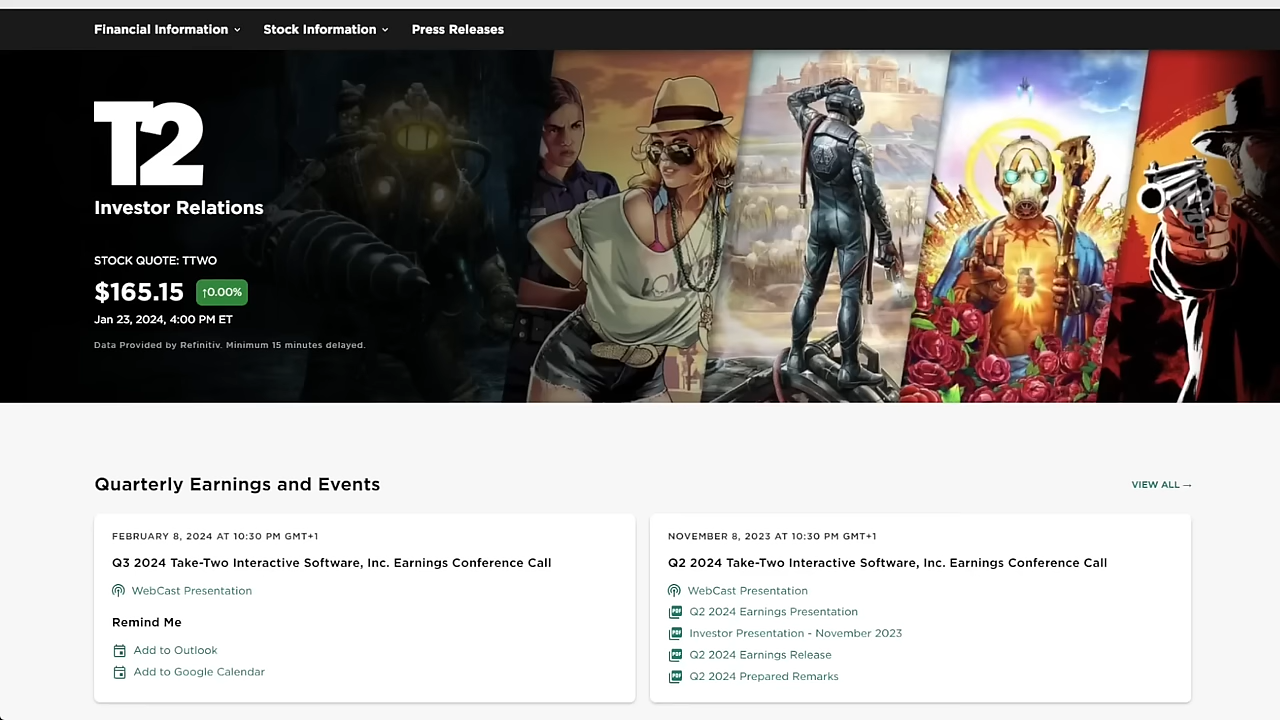 Financial Information
Stock Information
Press Releases
T2
Investor Relations
STOCK QUOTE: TTWO
$165.15 ↑0.00%
Jan 23, 2024, 4:00 PM ET
Data Provided by Refinitiv. Minimum 15 minutes delayed.
Quarterly Earnings and Events
VIEW ALL →
FEBRUARY 8, 2024 AT 10:30 PM GMT+1
Q3 2024 Take-Two Interactive Software, Inc. Earnings Conference Call
WebCast Presentation
Remind Me
Add to Outlook
Add to Google Calendar
NOVEMBER 8, 2023 AT 10:30 PM GMT+1
Q2 2024 Take-Two Interactive Software, Inc. Earnings Conference Call
WebCast Presentation
PDF Q2 2024 Earnings Presentation
PDF Investor Presentation - November 2023
PDF Q2 2024 Earnings Release
PDF Q2 2024 Prepared Remarks